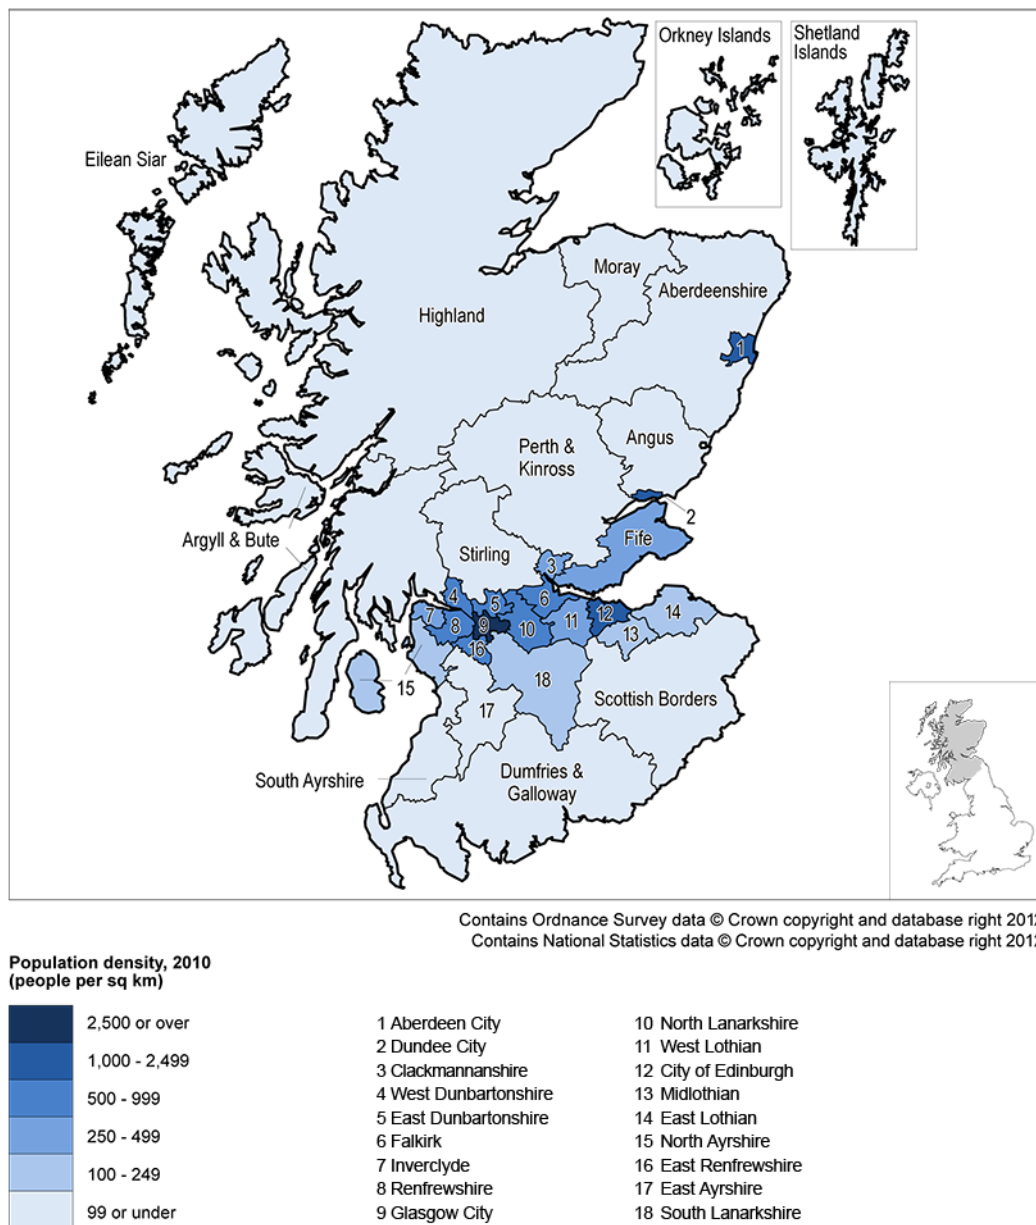 Orkney Islands
Shetland
Islands
Eilean Siar
Moray
Aberdeenshire
Highland
1
Angus
Perth &
Kinross
2
Argyll & Bute
Fife
Stirling
3
4
5
6
7
8
9
10
11
12
13
14
15
16
17
18
Scottish Borders
South Ayrshire
Dumfries &
Galloway
Contains Ordnance Survey data © Crown copyright and database right 2012
Contains National Statistics data © Crown copyright and database right 2012
Population density, 2010
(people per sq km)
2,500 or over
1,000 - 2,499
500 - 999
250 - 499
100 - 249
99 or under
1 Aberdeen City
2 Dundee City
3 Clackmannanshire
4 West Dunbartonshire
5 East Dunbartonshire
6 Falkirk
7 Inverclyde
8 Renfrewshire
9 Glasgow City
10 North Lanarkshire
11 West Lothian
12 City of Edinburgh
13 Midlothian
14 East Lothian
15 North Ayrshire
16 East Renfrewshire
17 East Ayrshire
18 South Lanarkshire